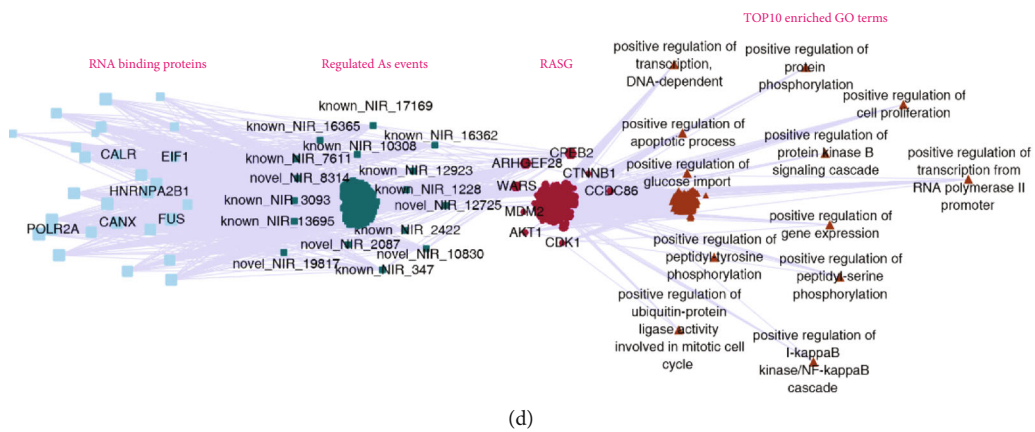 TOP10 enriched GO terms
RNA binding proteins
Regulated As events
RASG
positive regulation of
transcription,
DNA-dependent
positive regulation of
protein
phosphorylation
positive regulation of
cell proliferation
known_NIR_17169
known_NIR_16365
known_NIR_16362
known_NIR_10308
known_NIR_7611
known_NIR_12923
novel_NIR_8314
known_NIR_1228
known_NIR_3093
novel_NIR_12725
known_NIR_13695
known_NIR_2422
novel_NIR_2087
novel_NIR_10830
novel_NIR_19817
known_NIR_347
CALR
EIF1
HNRNPA2B1
CANX
FUS
POLR2A
CPEB2
ARHGEF28
CTNNB1
WARS
CCDC86
MDM2
AKT1
CDK1
positive regulation of
apoptotic process
positive regulation of
protein kinase B
signaling cascade
positive regulation of
glucose import
positive regulation of
transcription from
RNA polymerase II
promoter
positive regulation of
gene expression
positive regulation of
peptidyl-tyrosine
phosphorylation
positive regulation of
peptidyl-serine
phosphorylation
positive regulation of
ubiquitin-protein
ligase activity
involved in mitotic cell
cycle
positive regulation of
I-kappaB
kinase/NF-kappaB
cascade
(d)